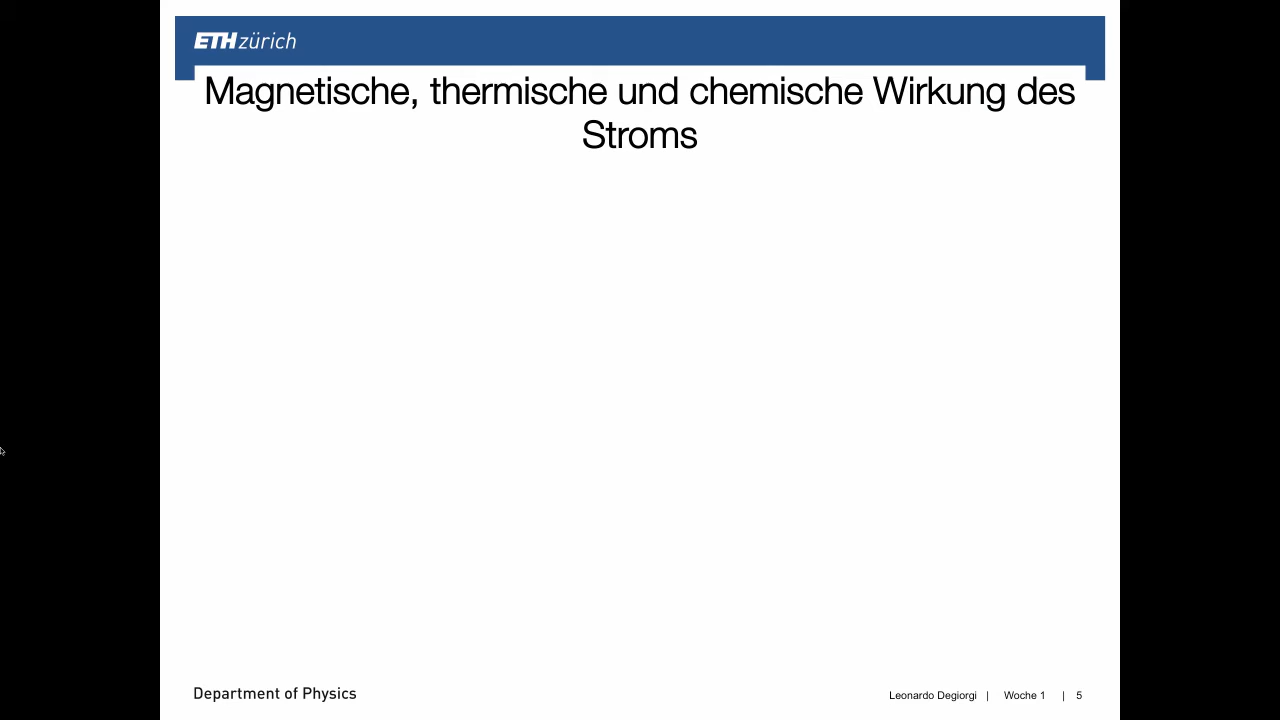 ETH zürich
Magnetische, thermische und chemische Wirkung des
Stroms
Department of Physics
Leonardo Degiorgi | Woche 1 | 5